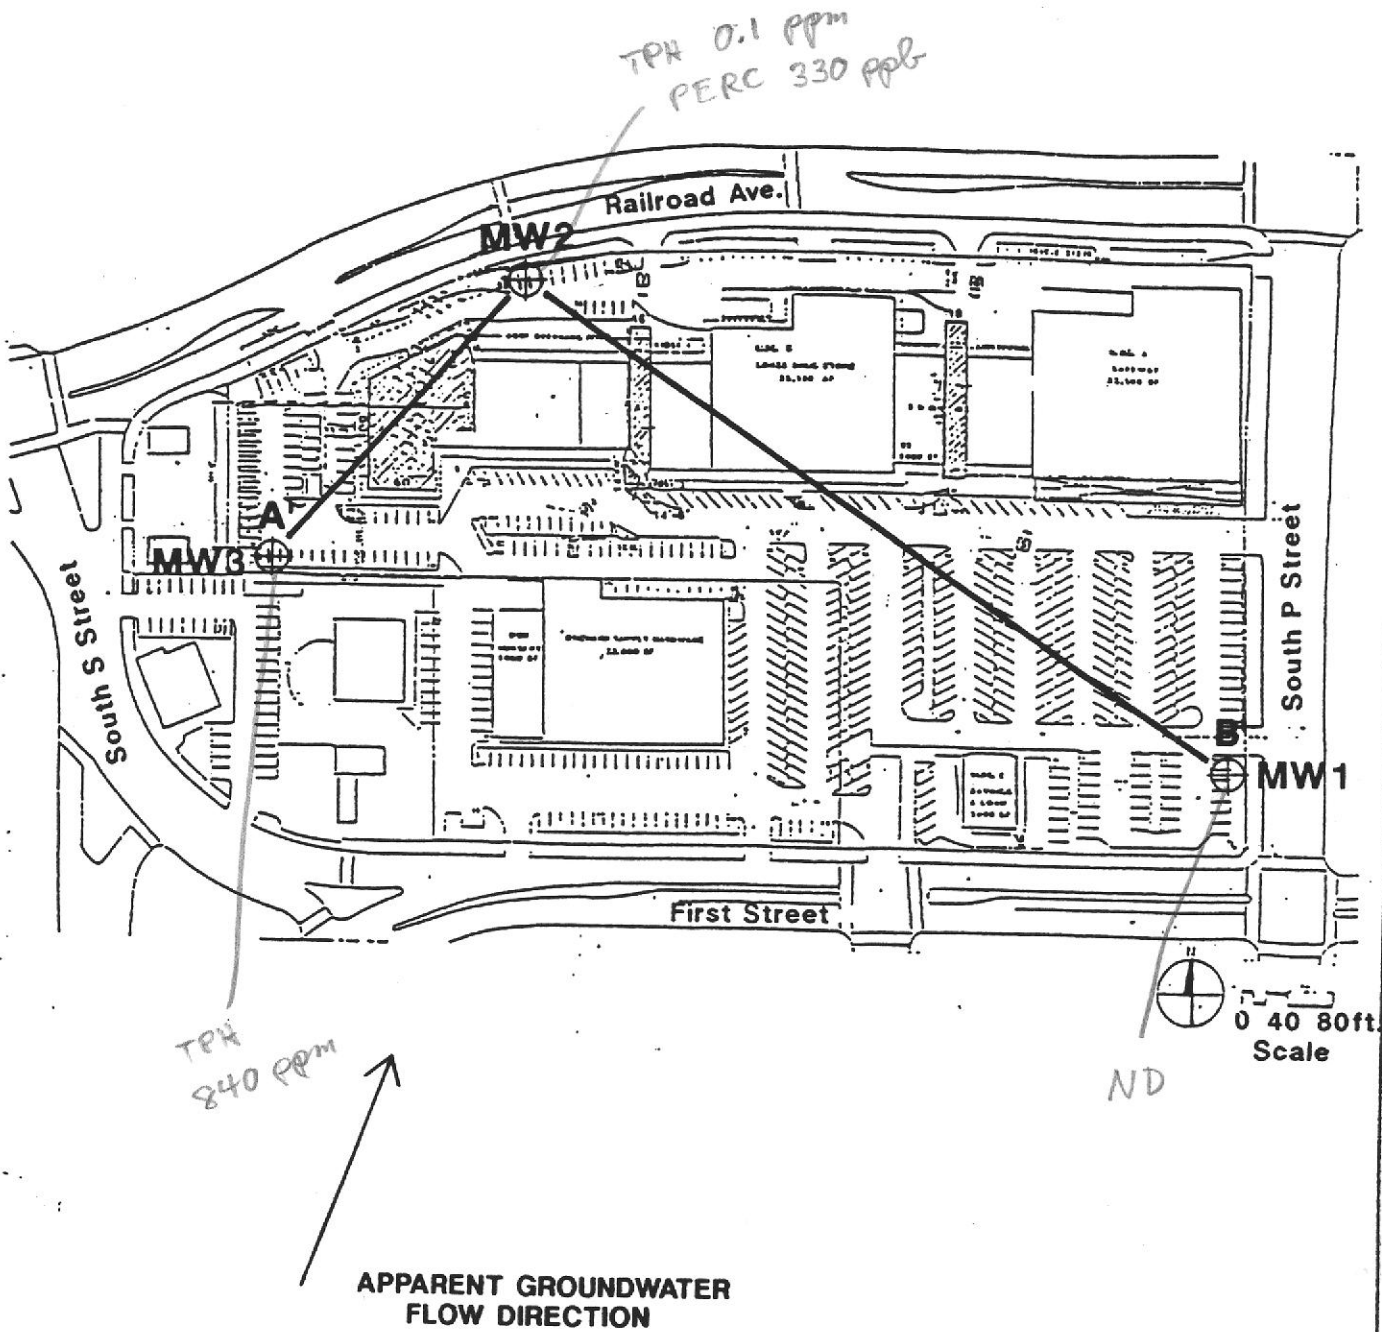 TPH 0.1 ppm
PERC 330 ppb
Railroad Ave.
MW2
A
MW3
South S Street
South P Street
B
MW1
First Street
N
0 40 80ft.
Scale
TPH
840 ppm
ND
APPARENT GROUNDWATER
FLOW DIRECTION